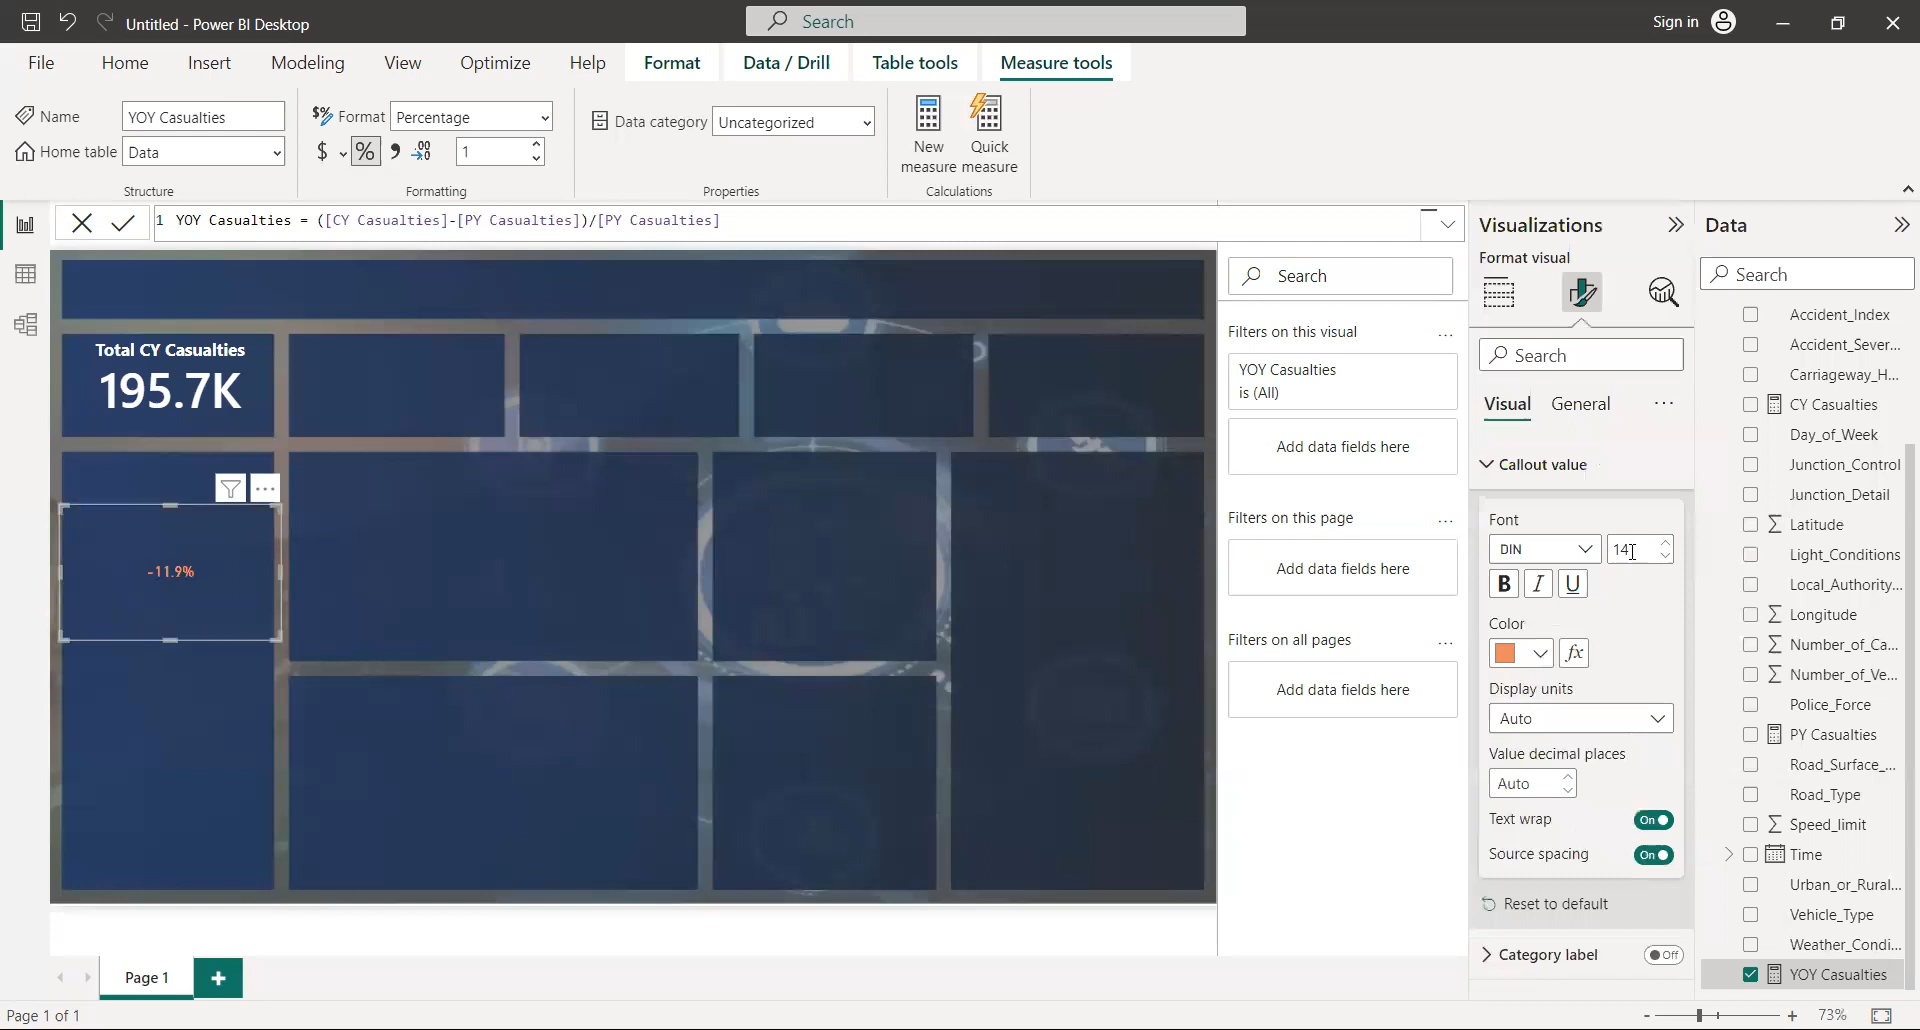 Untitled - Power BI Desktop
Search
Sign in
File Home Insert Modeling View Optimize Help Format Data / Drill Table tools Measure tools
Name YOY Casualties
Home table Data
Structure
$% Format Percentage
$ % , .00 →.0 1
Formatting
Data category Uncategorized
Properties
New measure
Quick measure
Calculations
1 YOY Casualties = ([CY Casualties]-[PY Casualties])/[PY Casualties]
Total CY Casualties
195.7K
-11.9%
Search
Filters on this visual ...
YOY Casualties
is (All)
Add data fields here
Filters on this page ...
Add data fields here
Filters on all pages ...
Add data fields here
Visualizations
Format visual
Search
Visual General ...
Callout value
Font
DIN 14
B I U
Color
fx
Display units
Auto
Value decimal places
Auto
Text wrap On
Source spacing On
Reset to default
Category label Off
Data
Search
Accident_Index
Accident_Sever...
Carriageway_H...
CY Casualties
Day_of_Week
Junction_Control
Junction_Detail
Latitude
Light_Conditions
Local_Authority...
Longitude
Number_of_Ca...
Number_of_Ve...
Police_Force
PY Casualties
Road_Surface_...
Road_Type
Speed_limit
Time
Urban_or_Rural...
Vehicle_Type
Weather_Condi...
YOY Casualties
Page 1 +
Page 1 of 1
- + 73%